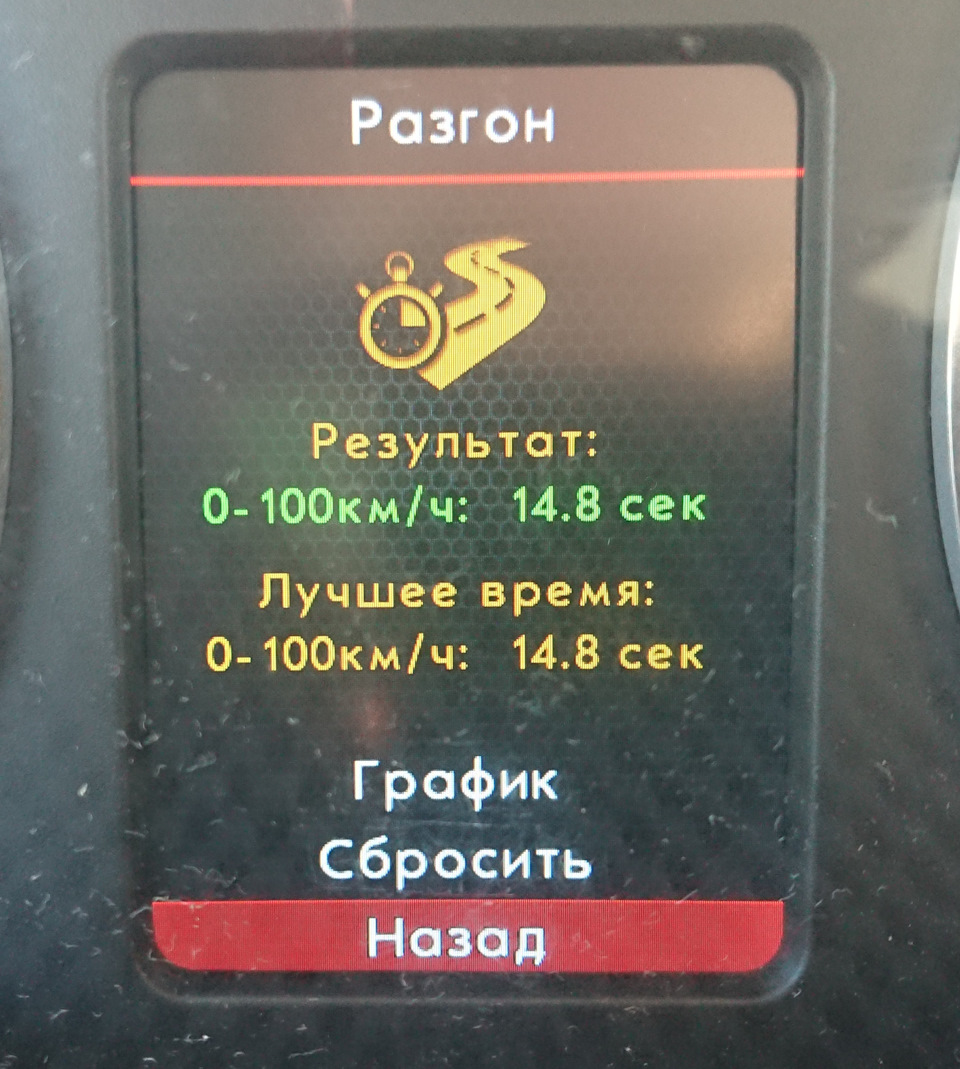 Разгон
Результат:
0-100км/ч: 14.8 сек
Лучшее время:
0-100км/ч: 14.8 сек
График
Сбросить
Назад